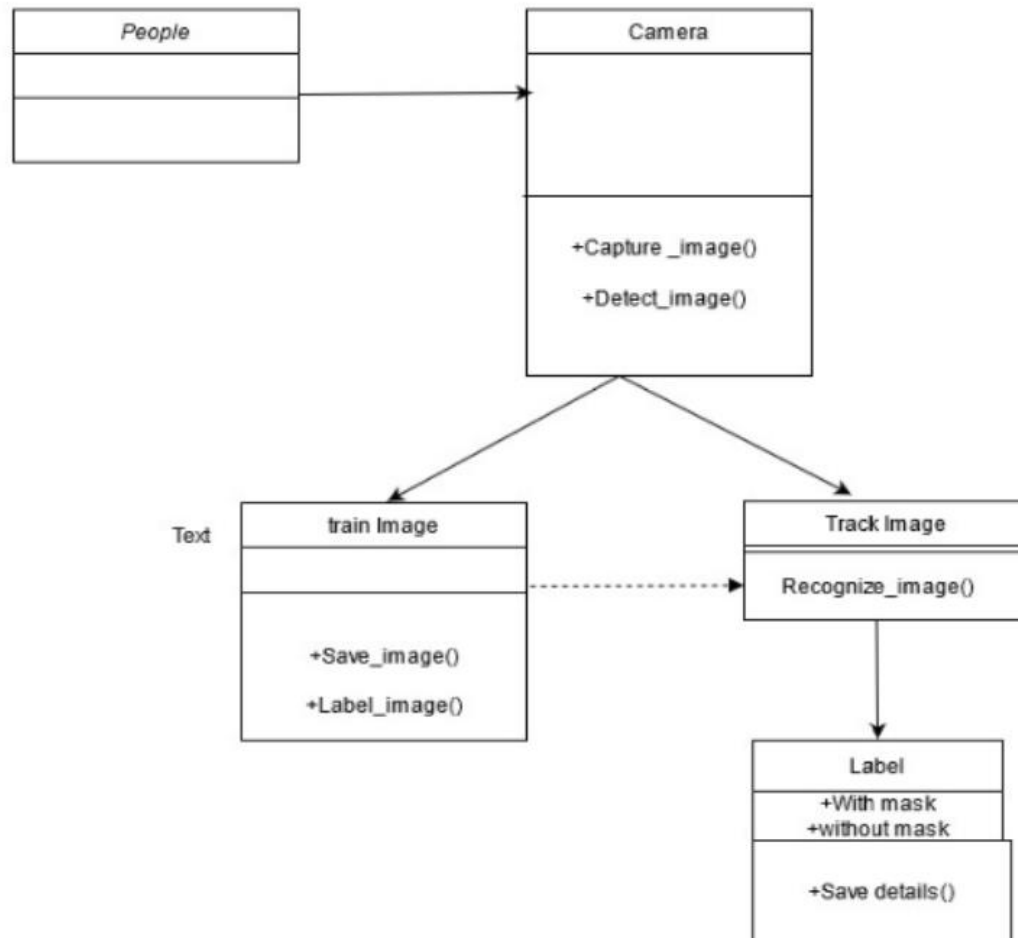 People
Camera
+Capture _image()
+Detect_image()
Text
train Image
+Save_image()
+Label_image()
Track Image
Recognize_image()
Label
+With mask
+without mask
+Save details()